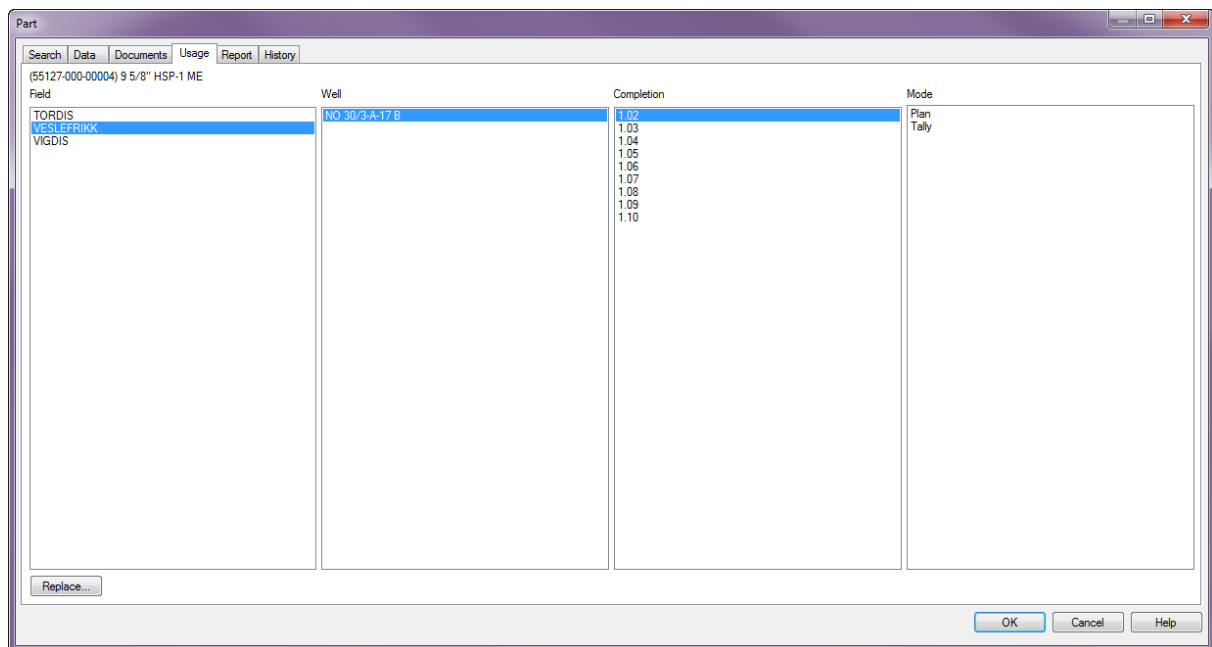 Part
Search Data Documents Usage Report History
(55127-000-00004) 9 5/8" HSP-1 ME
Field Well Completion Mode
TORDIS NO 30/3-A-17 B 1.02 Plan
VESLEFRIKK 1.03 Tally
VIGDIS 1.04
1.05
1.06
1.07
1.08
1.09
1.10
Replace...
OK Cancel Help